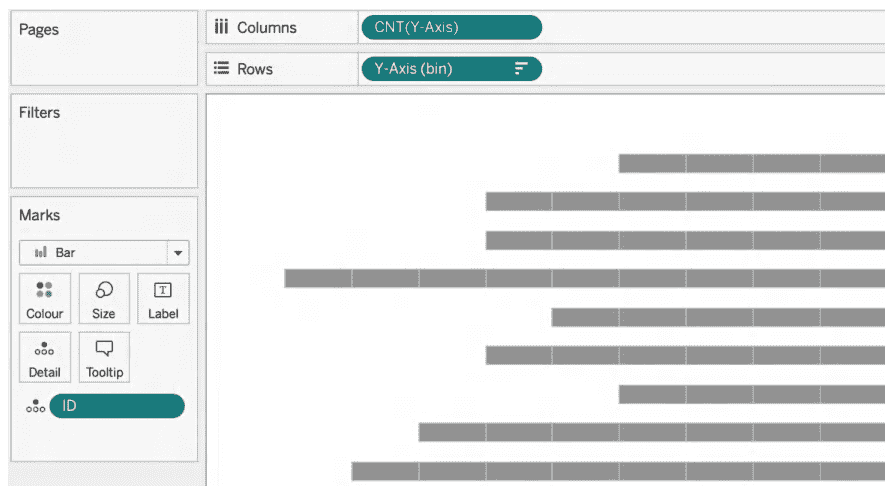 Pages
Columns
CNT(Y-Axis)
Rows
Y-Axis (bin)
Filters
Marks
Bar
Colour
Size
T
Label
Detail
Tooltip
ID